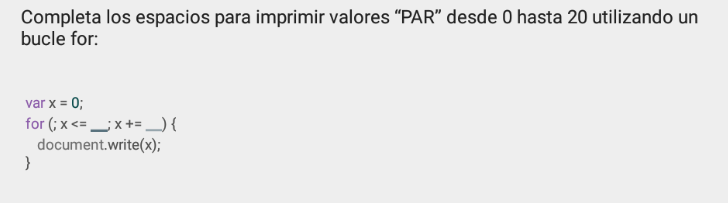 Completa los espacios para imprimir valores “PAR” desde 0 hasta 20 utilizando un
bucle for:
var x = 0;
for (; x <= __; x += __) {
document.write(x);
}